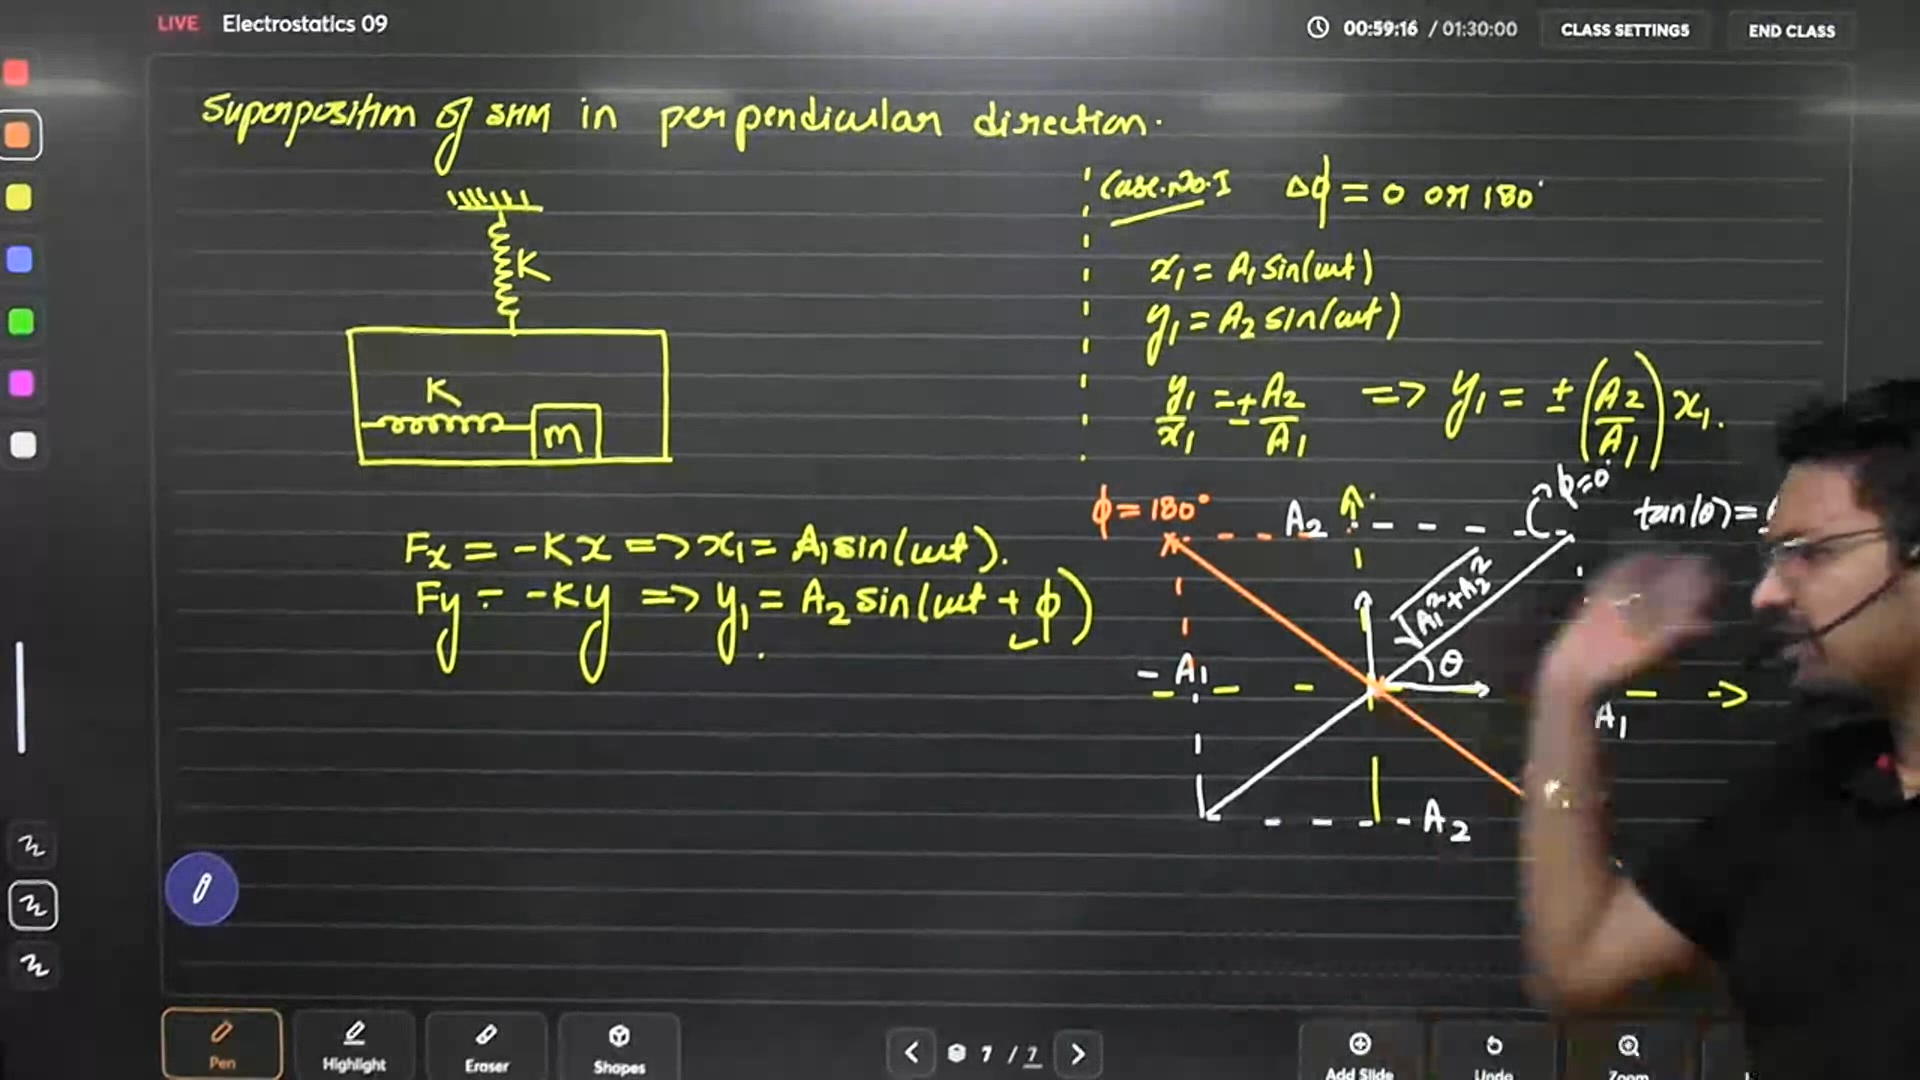 LIVE Electrostatics 09
00:59:16 / 01:30:00
CLASS SETTINGS
END CLASS
Superposition of SHM in perpendicular direction.
K
K
m
Fx = -Kx => x₁ = A₁ sin(ωt).
Fy = -Ky => y₁ = A₂ sin(ωt + ϕ)
Case.No.I Δϕ = 0 or 180°
x₁ = A₁ sin(ωt)
y₁ = A₂ sin(ωt)
y₁/x₁ = ± A₂/A₁ => y₁ = ± (A₂/A₁) x₁.
ϕ = 180°
A₂
ϕ=0°
tan(θ) =
√A₁²+A₂²
θ
-A₁
A₁
-A₂
Pen
Highlight
Eraser
Shapes
7 / 7
Add Slide
Undo
Zoom